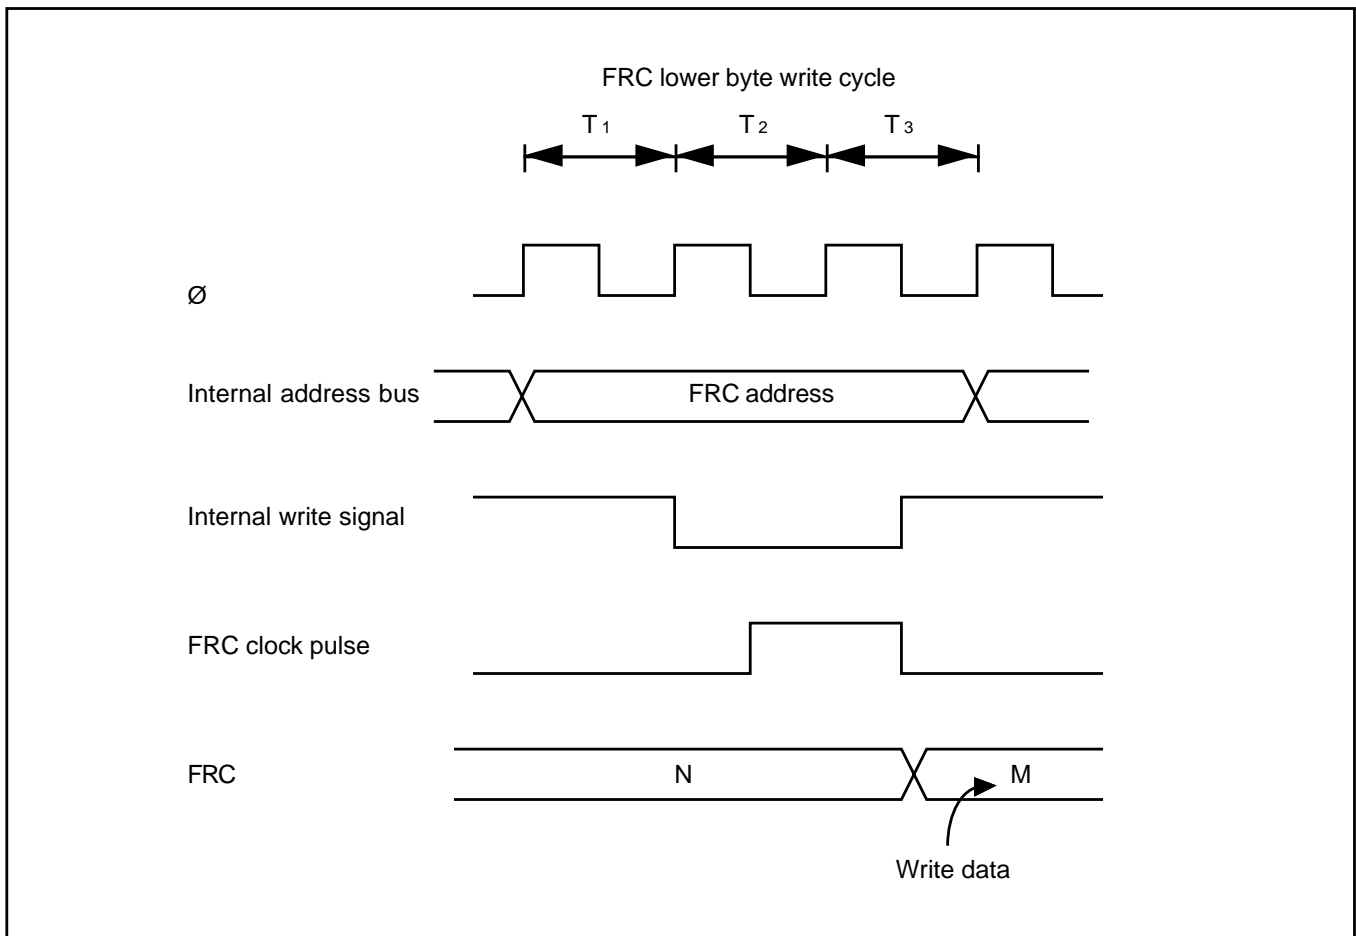 FRC lower byte write cycle
T1 T2 T3
Ø
Internal address bus FRC address
Internal write signal
FRC clock pulse
FRC N M
Write data